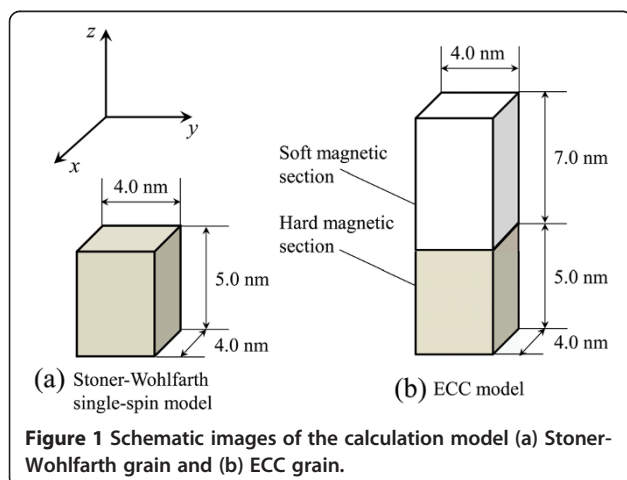 z
y
x
4.0 nm
5.0 nm
4.0 nm
(a) Stoner-Wohlfarth
single-spin model
4.0 nm
Soft magnetic
section
7.0 nm
Hard magnetic
section
5.0 nm
4.0 nm
(b) ECC model
Figure 1 Schematic images of the calculation model (a) Stoner-
Wohlfarth grain and (b) ECC grain.